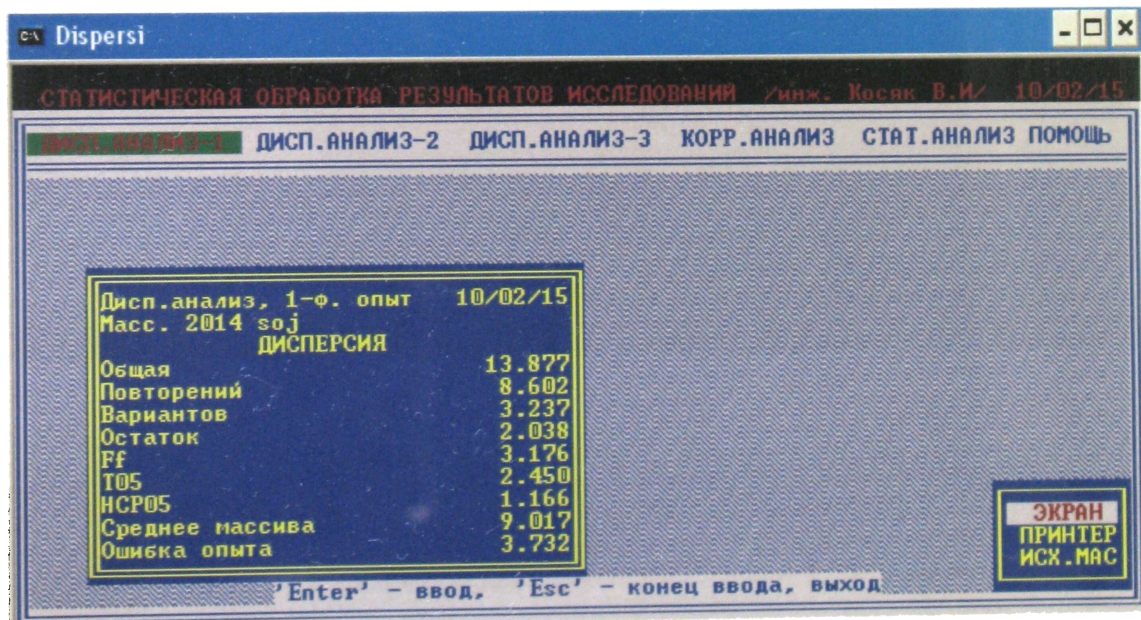 Dispersi
СТАТИСТИЧЕСКАЯ ОБРАБОТКА РЕЗУЛЬТАТОВ ИССЛЕДОВАНИЙ /инж. Косяк В.И/ 10/02/15
ДИСП.АНАЛИЗ-1 ДИСП.АНАЛИЗ-2 ДИСП.АНАЛИЗ-3 КОРР.АНАЛИЗ СТАТ.АНАЛИЗ ПОМОЩЬ
Дисп.анализ, 1-ф. опыт 10/02/15
Масс. 2014 soj
ДИСПЕРСИЯ
Общая 13.877
Повторений 8.602
Вариантов 3.237
Остаток 2.038
Ff 3.176
T05 2.450
НСР05 1.166
Среднее массива 9.017
Ошибка опыта 3.732
ЭКРАН
ПРИНТЕР
ИСХ.МАС
'Enter' - ввод, 'Esc' - конец ввода, выход